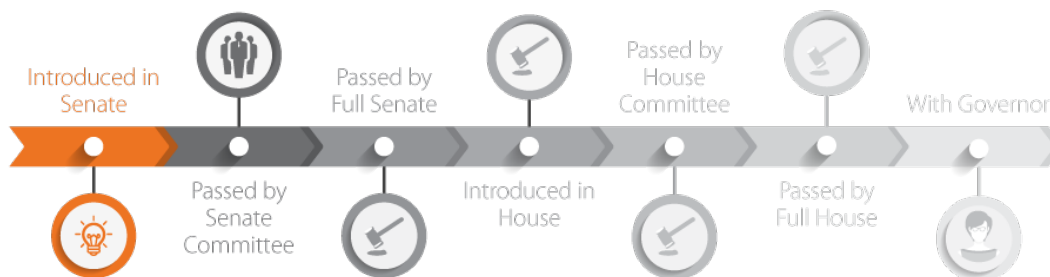 Introduced in
Senate
Passed by
Senate
Committee
Passed by
Full Senate
Introduced in
House
Passed by
House
Committee
Passed by
Full House
With Governor